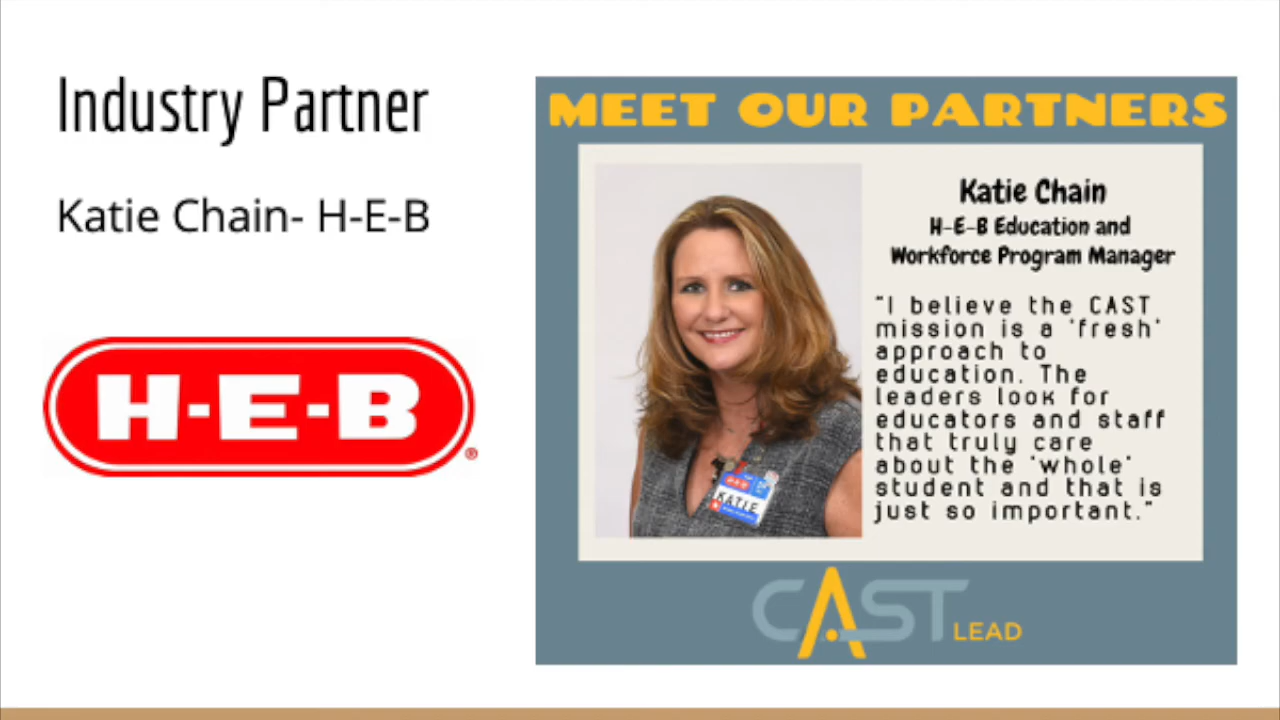 Industry Partner
Katie Chain- H-E-B
H-E-B
®
MEET OUR PARTNERS
Katie Chain
H-E-B Education and
Workforce Program Manager
"I believe the CAST
mission is a 'fresh'
approach to
education. The
leaders look for
educators and staff
that truly care
about the 'whole'
student and that is
just so important."
H-E-B
KATIE
CAST
LEAD